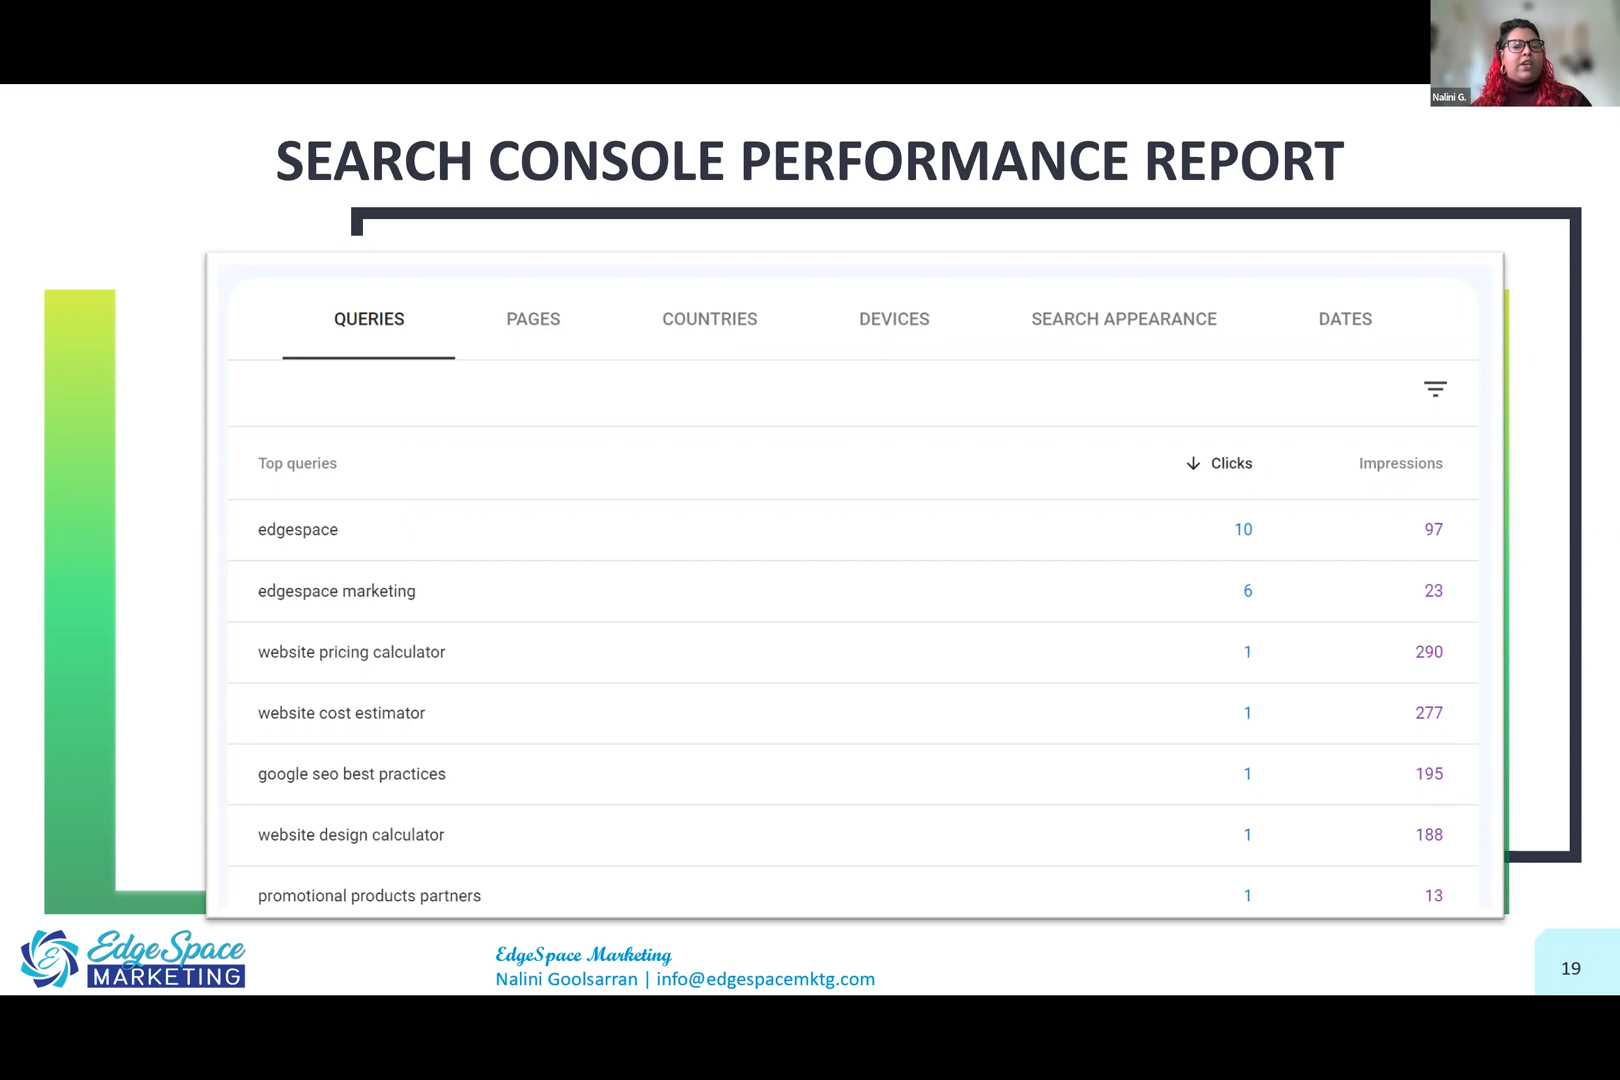 Nalini G.
SEARCH CONSOLE PERFORMANCE REPORT
QUERIES PAGES COUNTRIES DEVICES SEARCH APPEARANCE DATES
Top queries Clicks Impressions
edgespace 10 97
edgespace marketing 6 23
website pricing calculator 1 290
website cost estimator 1 277
google seo best practices 1 195
website design calculator 1 188
promotional products partners 1 13
EdgeSpace
MARKETING
EdgeSpace Marketing
Nalini Goolsarran | info@edgespacemktg.com
19